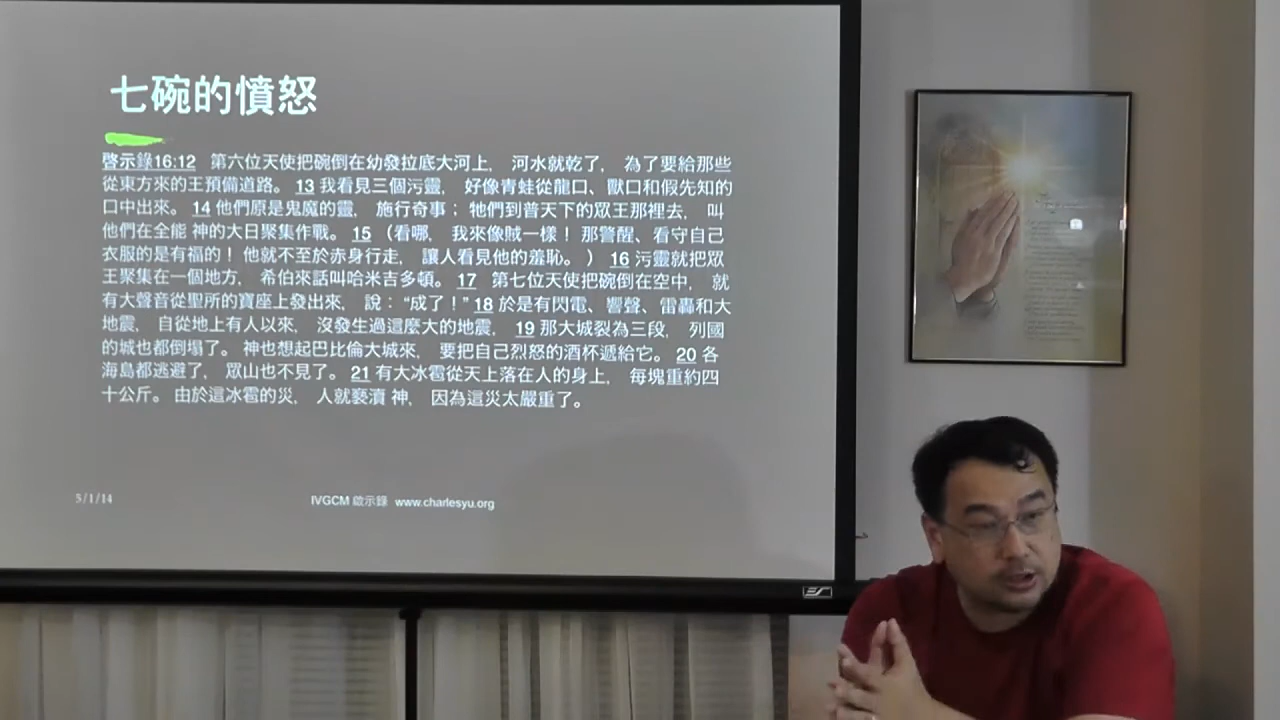 七碗的憤怒
啓示錄16:12 第六位天使把碗倒在幼發拉底大河上， 河水就乾了， 為了要給那些
從東方來的王預備道路。 13 我看見三個污靈， 好像青蛙從龍口、獸口和假先知的
口中出來。 14 他們原是鬼魔的靈， 施行奇事； 牠們到普天下的眾王那裡去， 叫
他們在全能 神的大日聚集作戰。 15 （看哪， 我來像賊一樣！ 那警醒、看守自己
衣服的是有福的！ 他就不至於赤身行走， 讓人看見他的羞恥。） 16 污靈就把眾
王聚集在一個地方， 希伯來話叫哈米吉多頓。 17 第七位天使把碗倒在空中， 就
有大聲音從聖所的寶座上發出來， 說：“成了！” 18 於是有閃電、響聲、雷轟和大
地震， 自從地上有人以來， 沒發生過這麼大的地震， 19 那大城裂為三段， 列國
的城也都倒塌了。 神也想起巴比倫大城來， 要把自己烈怒的酒杯遞給它。 20 各
海島都逃避了， 眾山也不見了。 21 有大冰雹從天上落在人的身上， 每塊重約四
十公斤。 由於這冰雹的災， 人就褻瀆 神， 因為這災太嚴重了。
5/1/14
IVGCM 啟示錄 www.charlesyu.org